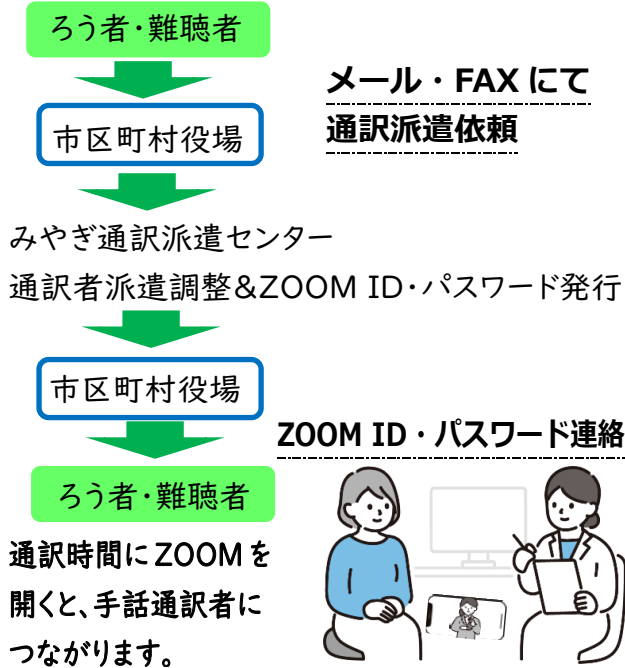 ろう者・難聴者
メール・FAX にて
通訳派遣依頼
市区町村役場
みやぎ通訳派遣センター
通訳者派遣調整&ZOOM ID・パスワード発行
市区町村役場
ZOOM ID・パスワード連絡
ろう者・難聴者
通訳時間にZOOMを
開くと、手話通訳者に
つながります。